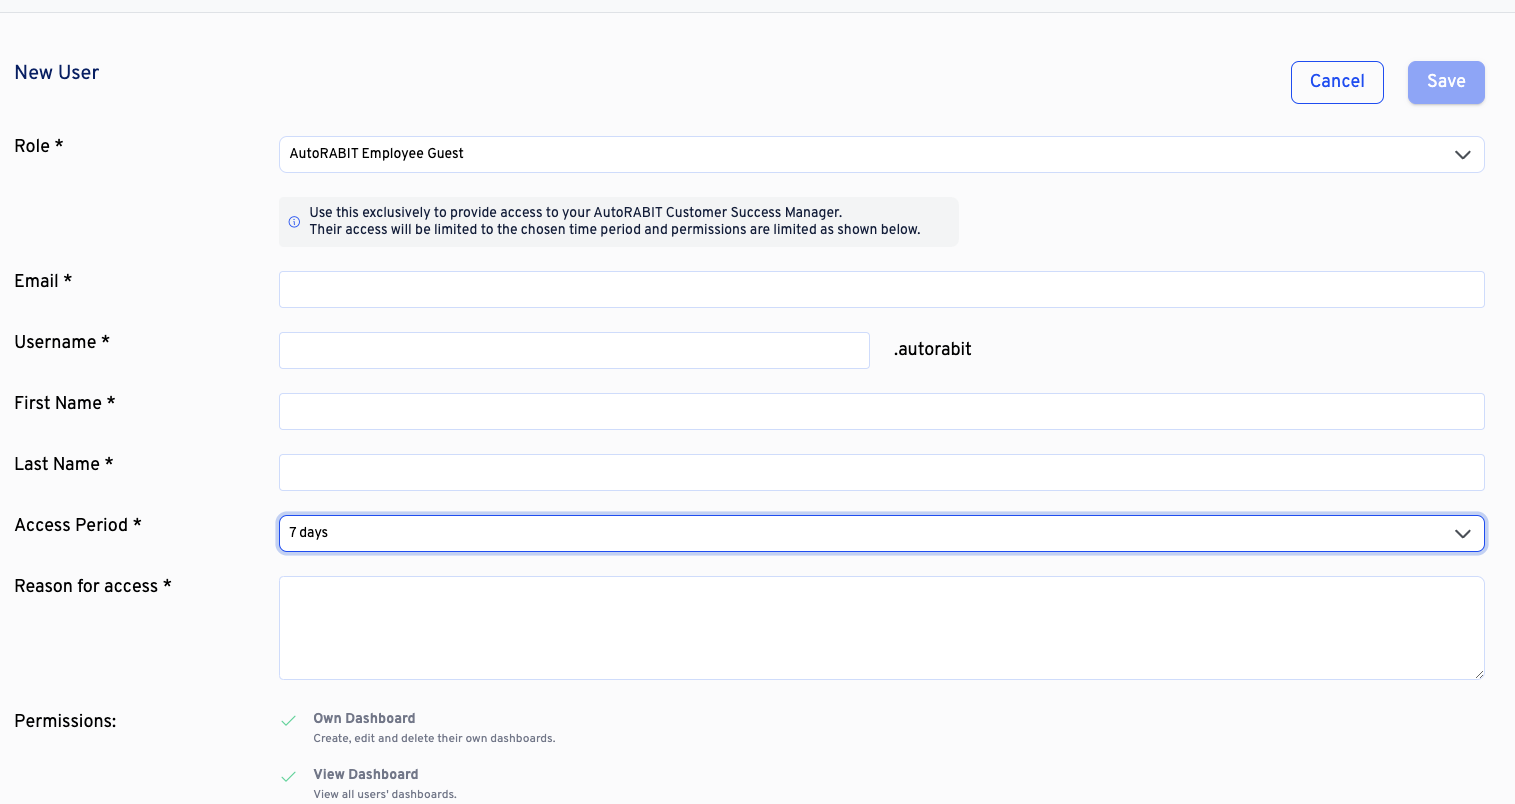 New User
Cancel
Save
Role *
AutoRABIT Employee Guest
Use this exclusively to provide access to your AutoRABIT Customer Success Manager.
Their access will be limited to the chosen time period and permissions are limited as shown below.
Email *
Username *
.autorabit
First Name *
Last Name *
Access Period *
7 days
Reason for access *
Permissions:
Own Dashboard
Create, edit and delete their own dashboards.
View Dashboard
View all users' dashboards.